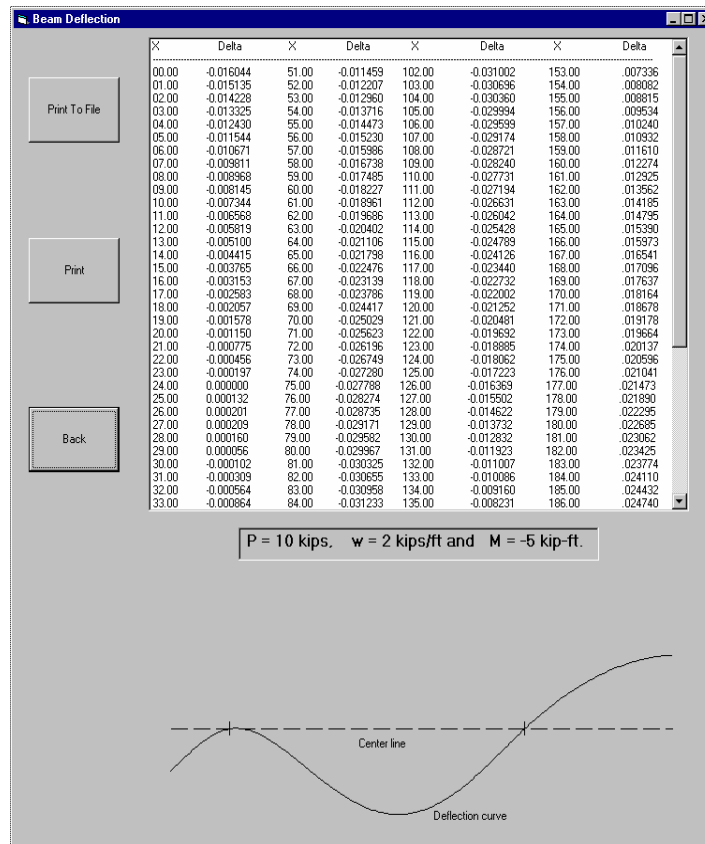 Beam Deflection
X Delta X Delta X Delta X Delta
00.00 -0.016044 51.00 -0.011459 102.00 -0.031002 153.00 .007336
01.00 -0.015135 52.00 -0.012207 103.00 -0.030696 154.00 .008082
02.00 -0.014228 53.00 -0.012960 104.00 -0.030360 155.00 .008815
03.00 -0.013325 54.00 -0.013716 105.00 -0.029994 156.00 .009534
04.00 -0.012430 55.00 -0.014473 106.00 -0.029599 157.00 .010240
05.00 -0.011544 56.00 -0.015230 107.00 -0.029174 158.00 .010932
06.00 -0.010671 57.00 -0.015986 108.00 -0.028721 159.00 .011610
07.00 -0.009811 58.00 -0.016738 109.00 -0.028240 160.00 .012274
08.00 -0.008968 59.00 -0.017485 110.00 -0.027731 161.00 .012925
09.00 -0.008145 60.00 -0.018227 111.00 -0.027194 162.00 .013562
10.00 -0.007344 61.00 -0.018961 112.00 -0.026631 163.00 .014185
11.00 -0.006568 62.00 -0.019686 113.00 -0.026042 164.00 .014795
12.00 -0.005819 63.00 -0.020402 114.00 -0.025428 165.00 .015390
13.00 -0.005100 64.00 -0.021106 115.00 -0.024789 166.00 .015973
14.00 -0.004415 65.00 -0.021798 116.00 -0.024126 167.00 .016541
15.00 -0.003765 66.00 -0.022476 117.00 -0.023440 168.00 .017096
16.00 -0.003153 67.00 -0.023139 118.00 -0.022732 169.00 .017637
17.00 -0.002583 68.00 -0.023786 119.00 -0.022002 170.00 .018164
18.00 -0.002057 69.00 -0.024417 120.00 -0.021252 171.00 .018678
19.00 -0.001578 70.00 -0.025029 121.00 -0.020481 172.00 .019178
20.00 -0.001150 71.00 -0.025623 122.00 -0.019692 173.00 .019664
21.00 -0.000775 72.00 -0.026196 123.00 -0.018885 174.00 .020137
22.00 -0.000456 73.00 -0.026749 124.00 -0.018062 175.00 .020596
23.00 -0.000197 74.00 -0.027280 125.00 -0.017223 176.00 .021041
24.00 0.000000 75.00 -0.027788 126.00 -0.016369 177.00 .021473
25.00 0.000132 76.00 -0.028274 127.00 -0.015502 178.00 .021890
26.00 0.000201 77.00 -0.028735 128.00 -0.014622 179.00 .022295
27.00 0.000209 78.00 -0.029171 129.00 -0.013732 180.00 .022685
28.00 0.000160 79.00 -0.029582 130.00 -0.012832 181.00 .023062
29.00 0.000056 80.00 -0.029967 131.00 -0.011923 182.00 .023425
30.00 -0.000102 81.00 -0.030325 132.00 -0.011007 183.00 .023774
31.00 -0.000309 82.00 -0.030655 133.00 -0.010086 184.00 .024110
32.00 -0.000564 83.00 -0.030958 134.00 -0.009160 185.00 .024432
33.00 -0.000864 84.00 -0.031233 135.00 -0.008231 186.00 .024740
Print To File
Print
Back
P = 10 kips, w = 2 kips/ft and M = -5 kip-ft.
Center line
Deflection curve